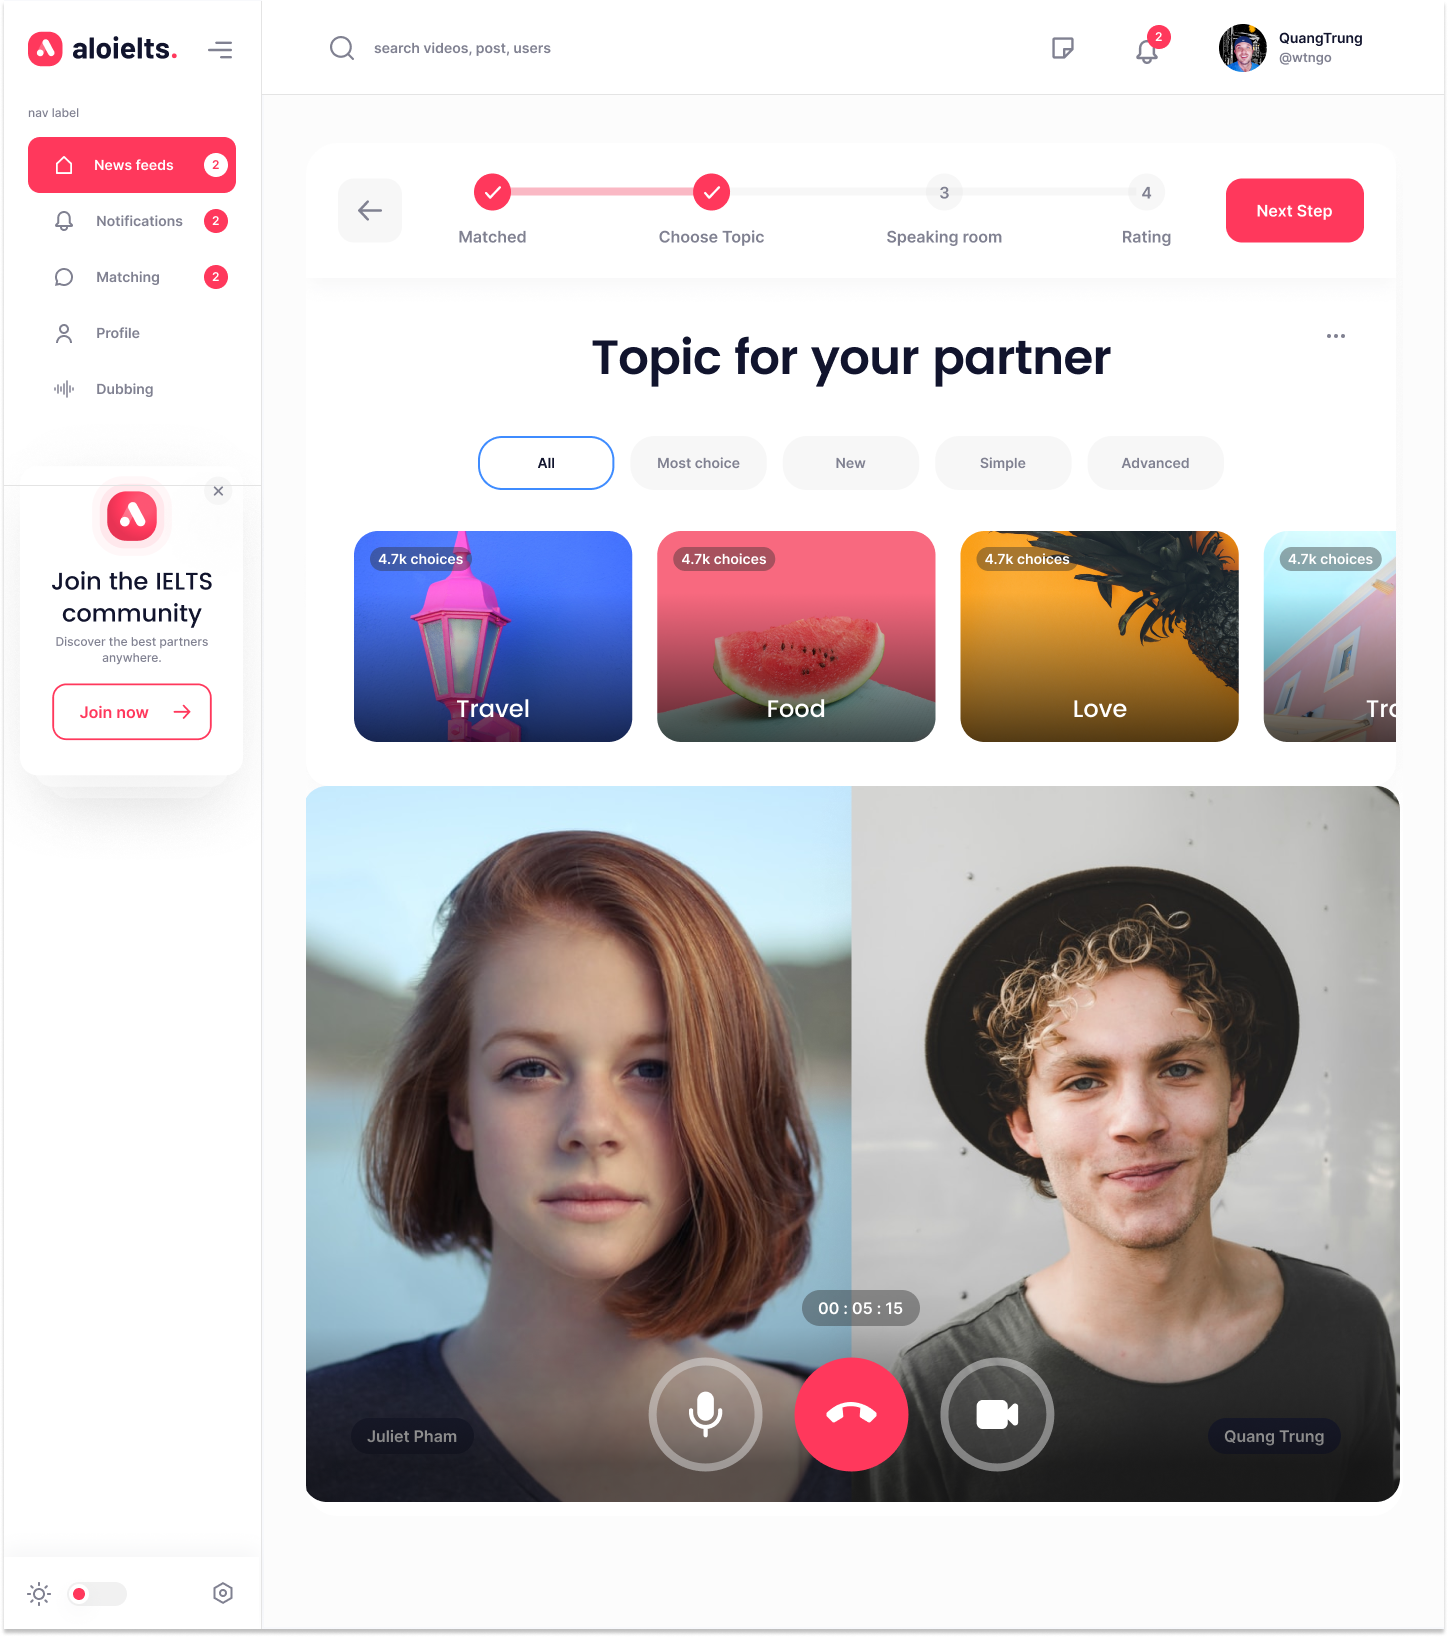 aloielts.
search videos, post, users
2
QuangTrung
@wtngo
nav label
News feeds 2
Notifications 2
Matching 2
Profile
Dubbing
Join the IELTS
community
Discover the best partners
anywhere.
Join now
3
4
Matched
Choose Topic
Speaking room
Rating
Next Step
Topic for your partner
All
Most choice
New
Simple
Advanced
4.7k choices
Travel
4.7k choices
Food
4.7k choices
Love
4.7k choices
00 : 05 : 15
Juliet Pham
Quang Trung